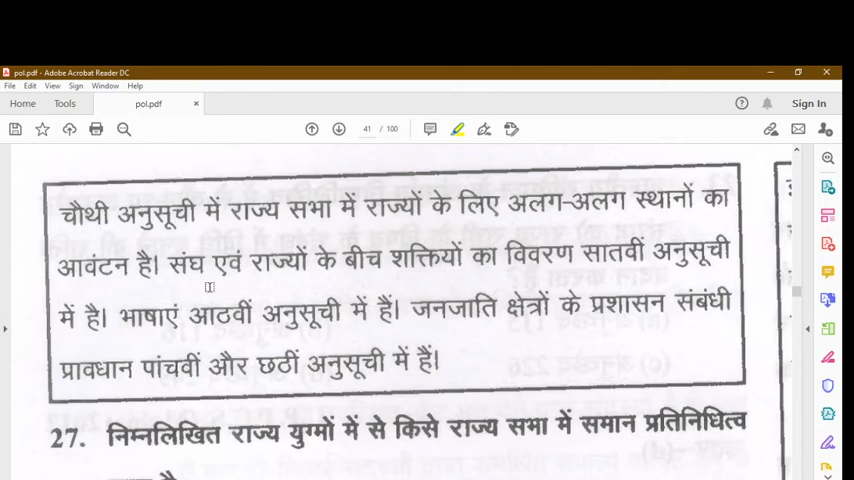 pol.pdf - Adobe Acrobat Reader DC
File Edit View Sign Window Help
Home Tools pol.pdf × Sign In
41 / 100
चौथी अनुसूची में राज्य सभा में राज्यों के लिए अलग-अलग स्थानों का
आवंटन है। संघ एवं राज्यों के बीच शक्तियों का विवरण सातवीं अनुसूची
में है। भाषाएं आठवीं अनुसूची में हैं। जनजाति क्षेत्रों के प्रशासन संबंधी
प्रावधान पांचवीं और छठीं अनुसूची में हैं।
27. निम्नलिखित राज्य युग्मों में से किसे राज्य सभा में समान प्रतिनिधित्व